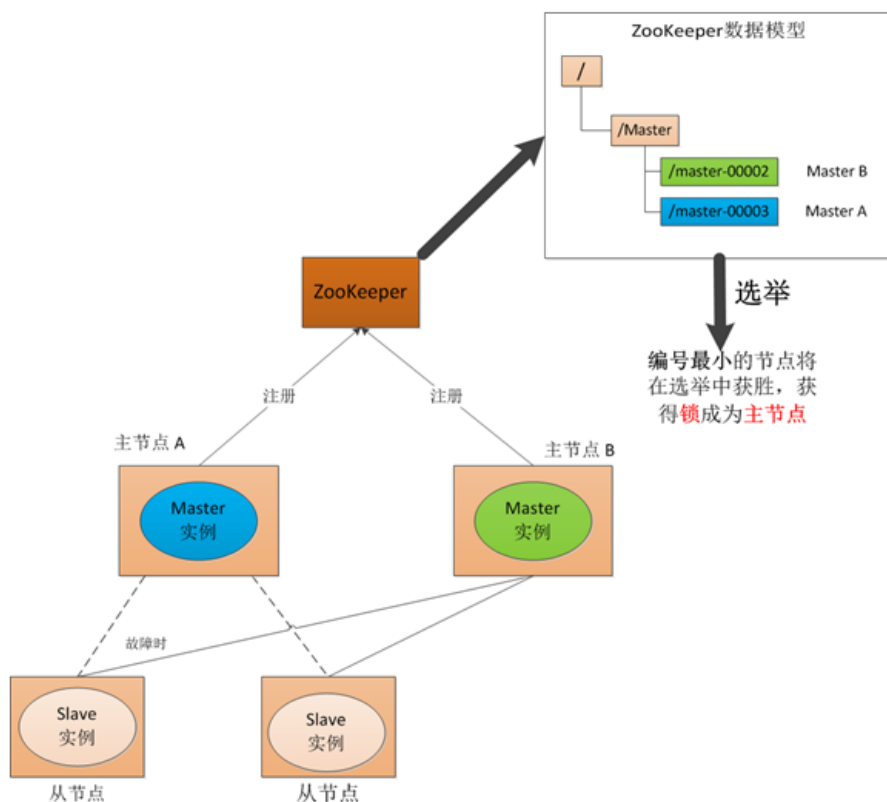 ZooKeeper数据模型
/
/Master
/master-00002
Master B
/master-00003
Master A
选举
编号最小的节点将
在选举中获胜，获
得锁成为主节点
ZooKeeper
注册
注册
主节点 A
主节点 B
Master
实例
Master
实例
故障时
Slave
实例
Slave
实例
从节点
从节点